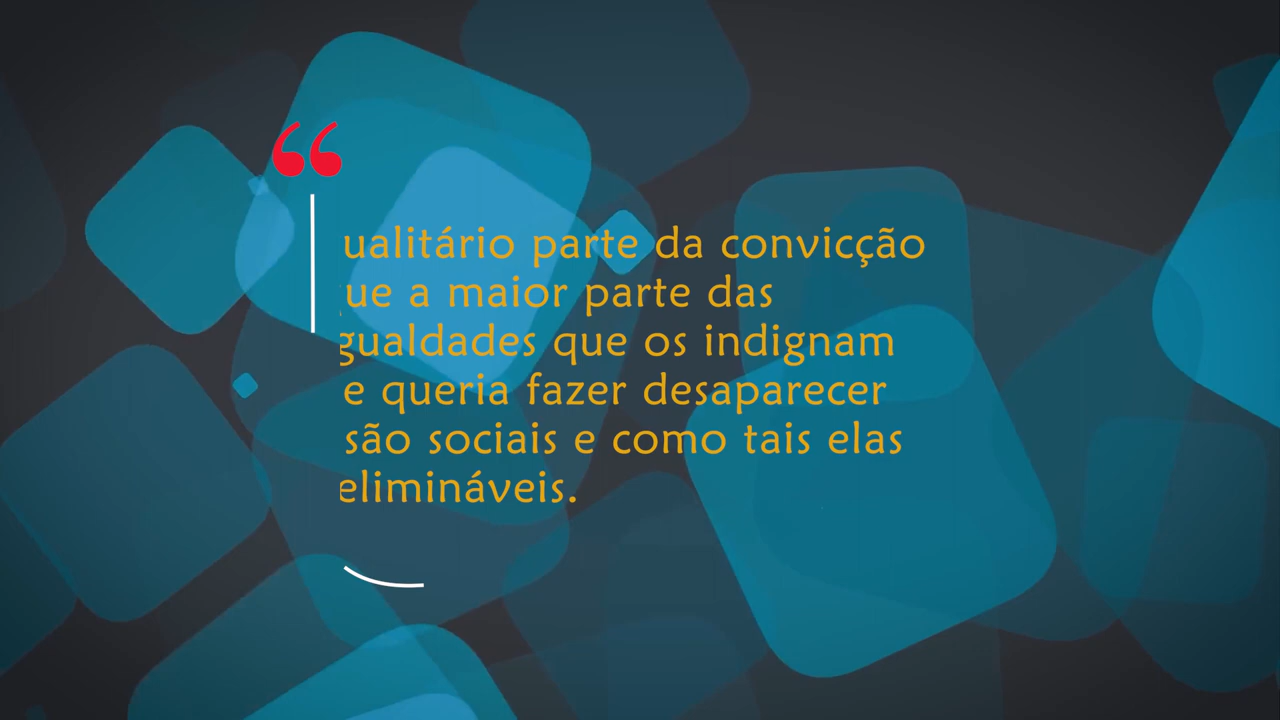 “
ualitário parte da convicção
ue a maior parte das
gualdades que os indignam
e queria fazer desaparecer
são sociais e como tais elas
elimináveis.